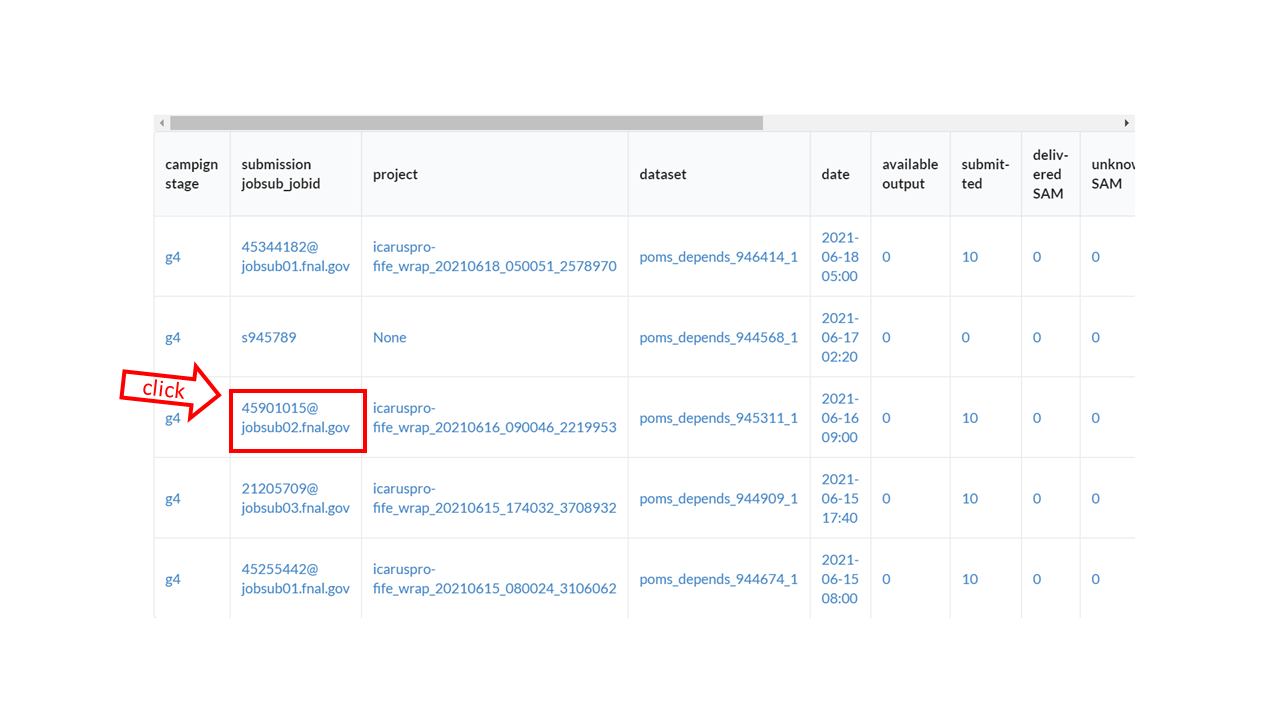 campign
stage
submission
jobsub_jobid
project
dataset
date
available
output
submit-
ted
deliv-
ered
SAM
unknov
SAM
g4
45344182@
jobsub01.fnal.gov
icaruspro-
fife_wrap_20210618_050051_2578970
poms_depends_946414_1
2021-
06-18
05:00
0
10
0
0
g4
s945789
None
poms_depends_944568_1
2021-
06-17
02:20
0
0
0
0
click
g4
45901015@
jobsub02.fnal.gov
icaruspro-
fife_wrap_20210616_090046_2219953
poms_depends_945311_1
2021-
06-16
09:00
0
10
0
0
g4
21205709@
jobsub03.fnal.gov
icaruspro-
fife_wrap_20210615_174032_3708932
poms_depends_944909_1
2021-
06-15
17:40
0
10
0
0
g4
45255442@
jobsub01.fnal.gov
icaruspro-
fife_wrap_20210615_080024_3106062
poms_depends_944674_1
2021-
06-15
08:00
0
10
0
0